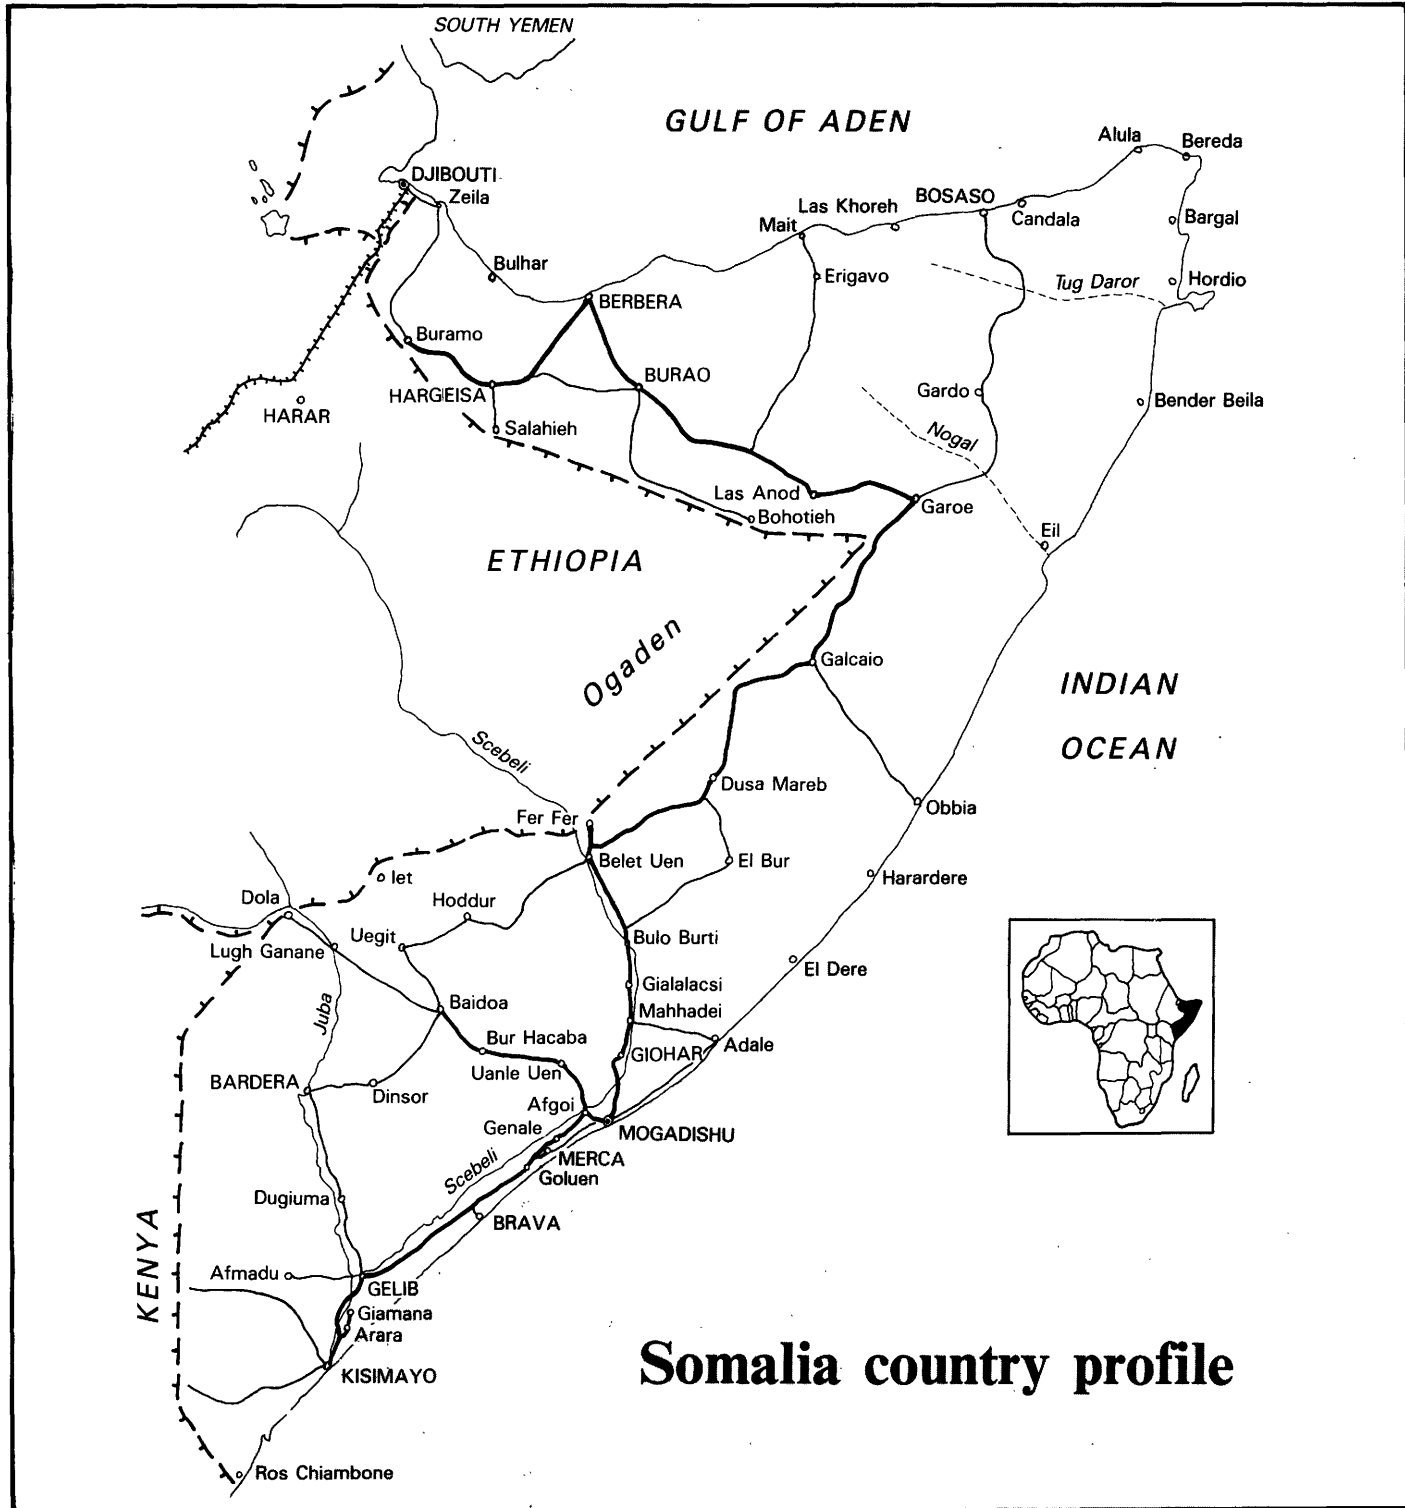 SOUTH YEMEN
GULF OF ADEN
Alula
Bereda
DJIBOUTI
Zeila
Las Khoreh
BOSASO
Candala
Bargal
Mait
Bulhar
Erigavo
Tug Daror
Hordio
BERBERA
Buramo
BURAO
HARGEISA
Gardo
Bender Beila
HARAR
Salahieh
Nogal
Las Anod
Garoe
Bohotieh
Eil
ETHIOPIA
Ogaden
Galcaio
INDIAN
OCEAN
Scebeli
Dusa Mareb
Obbia
Fer Fer
Belet Uen
El Bur
Iet
Harardere
Dola
Hoddur
Uegit
Lugh Ganane
Bulo Burti
El Dere
Gialalacsi
Juba
Baidoa
Mahhadei
Bur Hacaba
GIOHAR
Adale
Uanle Uen
BARDERA
Dinsor
Afgoi
Genale
MOGADISHU
MERCA
Scebeli
Goluen
Dugiuma
BRAVA
KENYA
Afmadu
GELIB
Giamana
Arara
Somalia country profile
KISIMAYO
Ros Chiambone